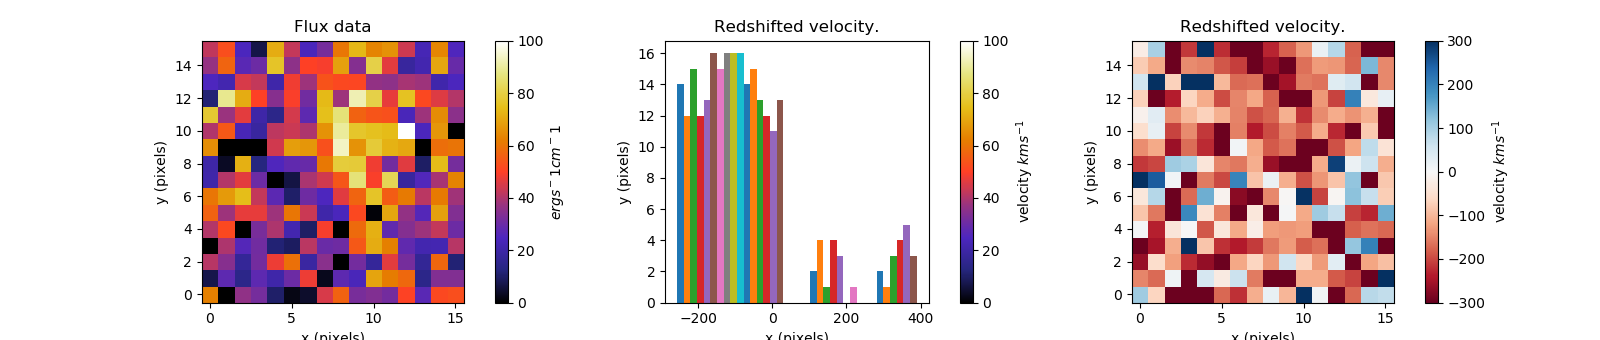 Flux data
y (pixels)
14
12
10
8
6
4
2
0
0 5 10 15
x (pixels)
100
80
60
40
20
0
ergs^- 1cm^- 1
Redshifted velocity.
y (pixels)
16
14
12
10
8
6
4
2
0
−200 0 200 400
x (pixels)
100
80
60
40
20
0
velocity kms⁻¹
Redshifted velocity.
y (pixels)
14
12
10
8
6
4
2
0
0 5 10 15
x (pixels)
300
200
100
0
−100
−200
−300
velocity kms⁻¹